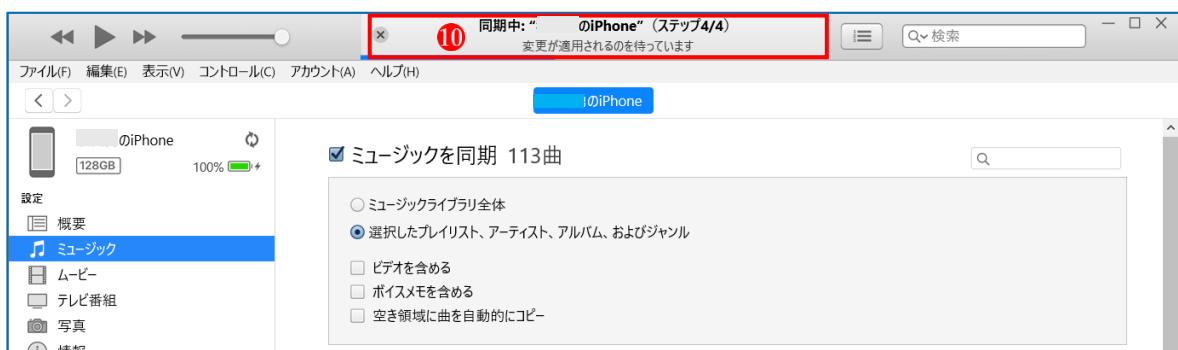 ⑩ 同期中: “ のiPhone”（ステップ4/4）
変更が適用されるのを待っています
検索
ファイル(F) 編集(E) 表示(V) コントロール(C) アカウント(A) ヘルプ(H)
のiPhone
のiPhone
128GB 100%
ミュージックを同期 113曲
設定
ミュージックライブラリ全体
概要
選択したプレイリスト、アーティスト、アルバム、およびジャンル
ミュージック
ビデオを含める
ムービー
ボイスメモを含める
テレビ番組
空き領域に曲を自動的にコピー
写真